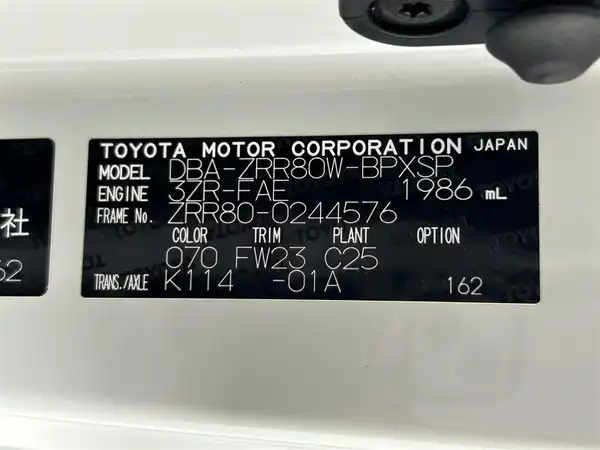 TOYOTA MOTOR CORPORATION JAPAN
MODEL DBA-ZRR80W-BPXSP
ENGINE 3ZR-FAE 1986 mL
FRAME No. ZRR80-0244576
COLOR TRIM PLANT OPTION
070 FW23 C25
TRANS./AXLE K114 -01A 162
社
52